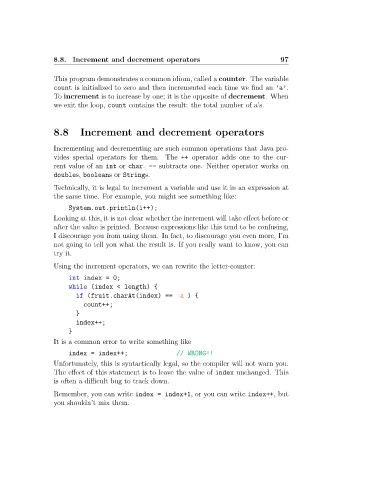 8.8. Increment and decrement operators 97
This program demonstrates a common idiom, called a counter. The variable
count is initialized to zero and then incremented each time we find an 'a'.
To increment is to increase by one; it is the opposite of decrement. When
we exit the loop, count contains the result: the total number of a's.
8.8 Increment and decrement operators
Incrementing and decrementing are such common operations that Java pro-
vides special operators for them. The ++ operator adds one to the cur-
rent value of an int or char. -- subtracts one. Neither operator works on
doubles, booleans or Strings.
Technically, it is legal to increment a variable and use it in an expression at
the same time. For example, you might see something like:
System.out.println(i++);
Looking at this, it is not clear whether the increment will take effect before or
after the value is printed. Because expressions like this tend to be confusing,
I discourage you from using them. In fact, to discourage you even more, I'm
not going to tell you what the result is. If you really want to know, you can
try it.
Using the increment operators, we can rewrite the letter-counter:
int index = 0;
while (index < length) {
if (fruit.charAt(index) == a ) {
count++;
}
index++;
}
It is a common error to write something like
index = index++; // WRONG!!
Unfortunately, this is syntactically legal, so the compiler will not warn you.
The effect of this statement is to leave the value of index unchanged. This
is often a difficult bug to track down.
Remember, you can write index = index+1, or you can write index++, but
you shouldn't mix them.